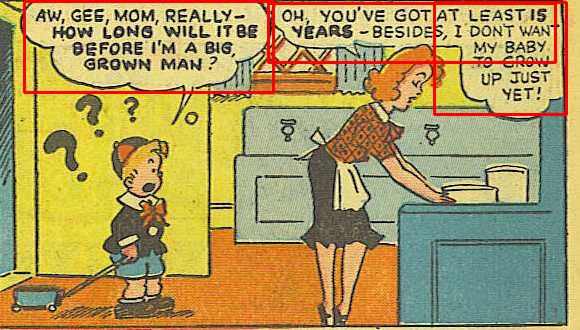 AW, GEE, MOM, REALLY-
HOW LONG WILL IT BE
BEFORE I'M A BIG,
GROWN MAN?
OH, YOU'VE GOT AT LEAST 15
YEARS - BESIDES, I DON'T WANT
MY BABY
TO GROW
UP JUST
YET!
? ? ?